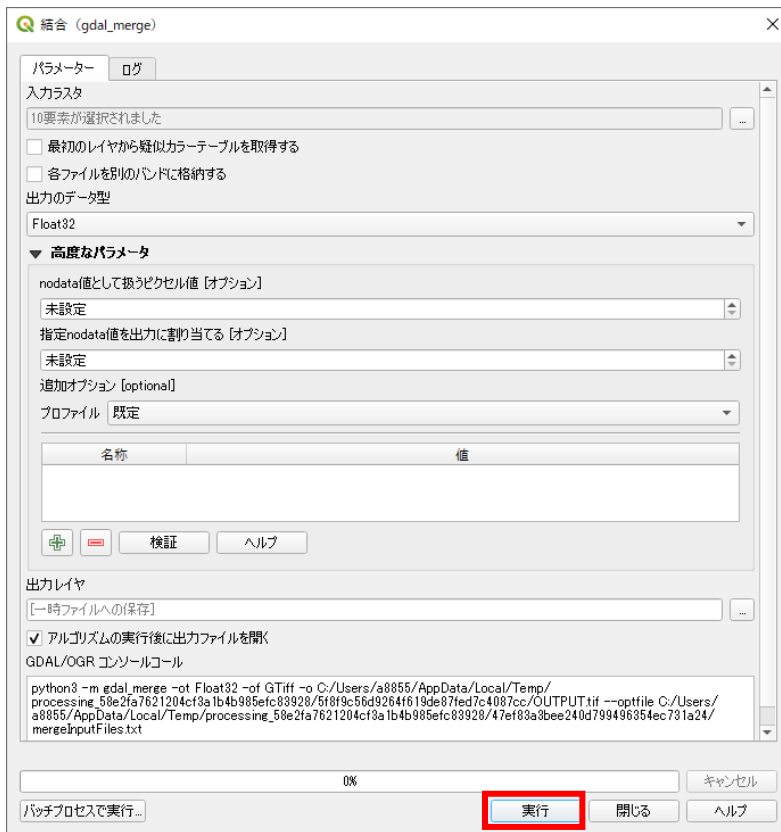 結合（gdal_merge）
パラメーター ログ
入力ラスタ
10要素が選択されました
...
最初のレイヤから疑似カラーテーブルを取得する
各ファイルを別のバンドに格納する
出力のデータ型
Float32
高度なパラメータ
nodata値として扱うピクセル値 [オプション]
未設定
指定nodata値を出力に割り当てる [オプション]
未設定
追加オプション [optional]
プロファイル 既定
名称 値
検証 ヘルプ
出力レイヤ
[一時ファイルへの保存]
...
アルゴリズムの実行後に出力ファイルを開く
GDAL/OGR コンソールコール
python3 -m gdal_merge -ot Float32 -of GTiff -o C:/Users/a8855/AppData/Local/Temp/
processing_58e2fa7621204cf3a1b4b985efc83928/5f8f9c56d9264f619de87fed7c4087cc/OUTPUT.tif --optfile C:/Users/
a8855/AppData/Local/Temp/processing_58e2fa7621204cf3a1b4b985efc83928/47ef83a3bee240d799496354ec731a24/
mergeInputFiles.txt
0% キャンセル
バッチプロセスで実行... 実行 閉じる ヘルプ